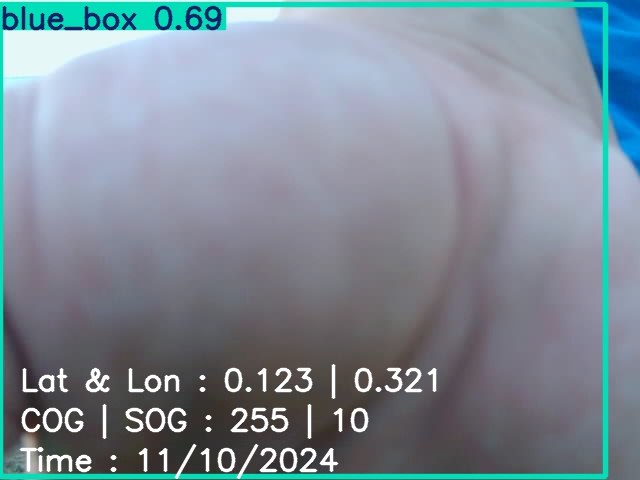 blue_box 0.69
Lat & Lon : 0.123 | 0.321
COG | SOG : 255 | 10
Time : 11/10/2024